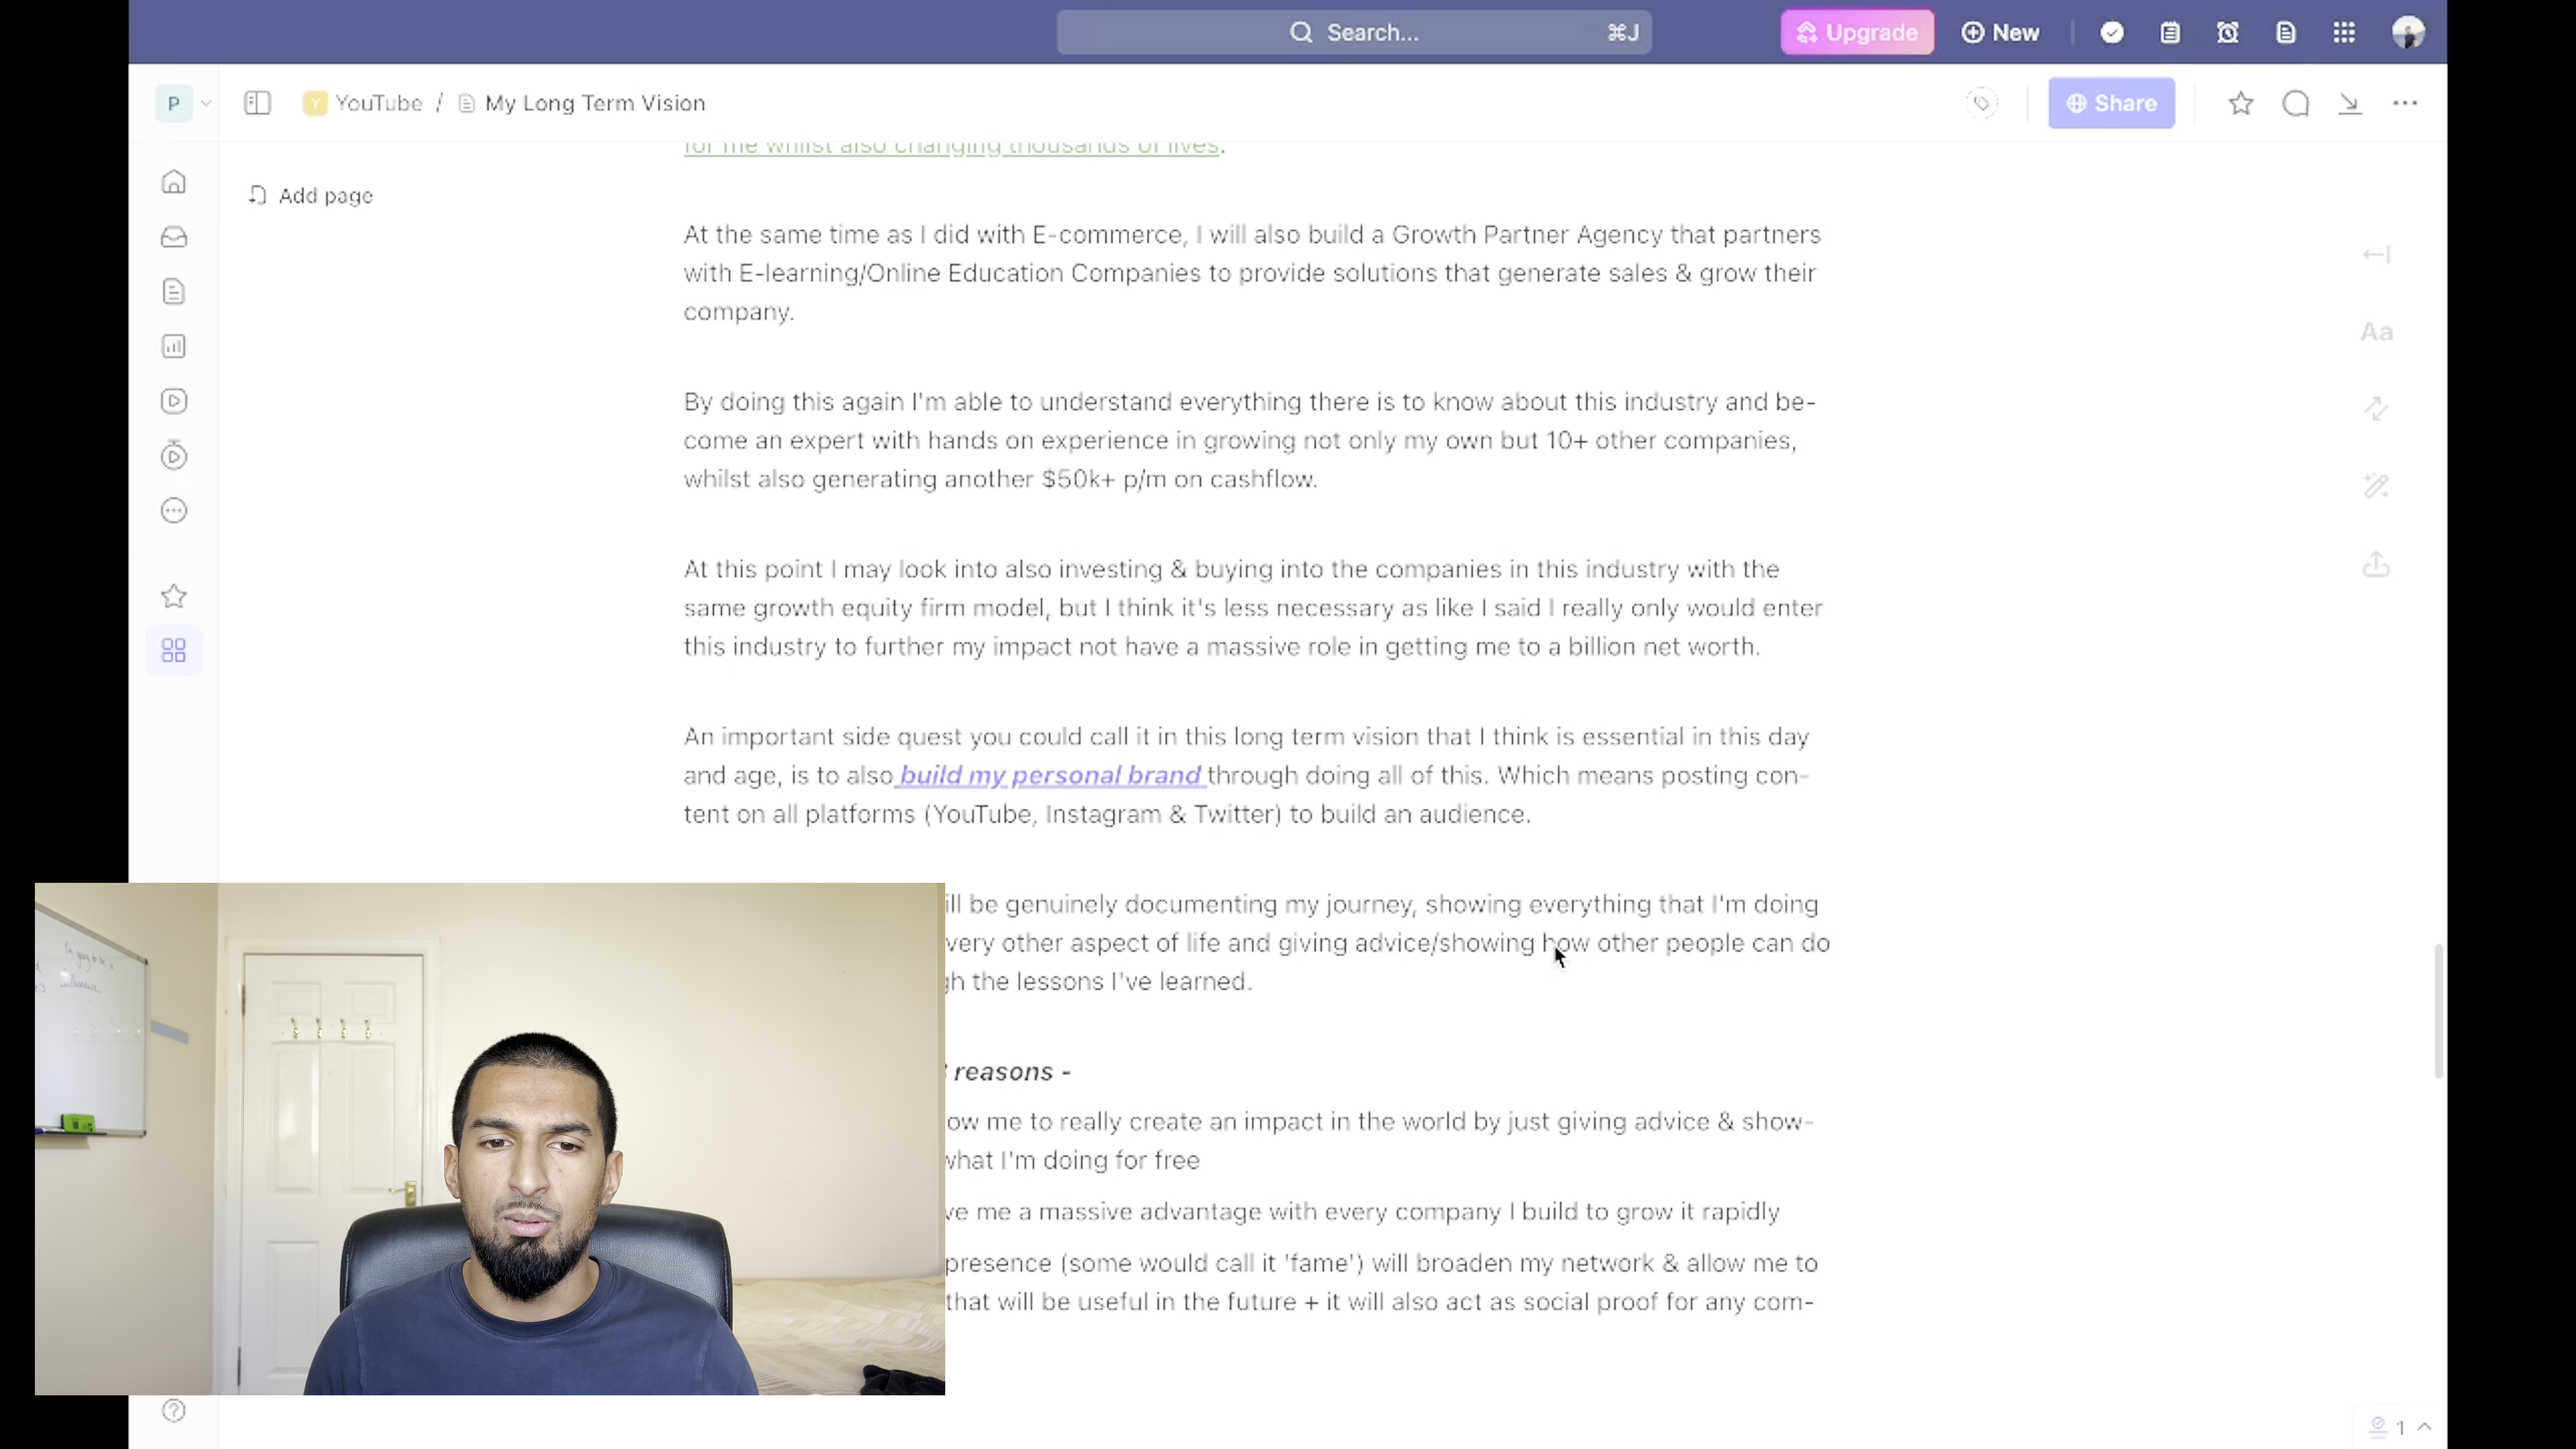 Search... ⌘J
Upgrade
New
P
YouTube / My Long Term Vision
Share
Add page
for me whilst also changing thousands of lives.
At the same time as I did with E-commerce, I will also build a Growth Partner Agency that partners
with E-learning/Online Education Companies to provide solutions that generate sales & grow their
company.
By doing this again I'm able to understand everything there is to know about this industry and be-
come an expert with hands on experience in growing not only my own but 10+ other companies,
whilst also generating another $50k+ p/m on cashflow.
At this point I may look into also investing & buying into the companies in this industry with the
same growth equity firm model, but I think it's less necessary as like I said I really only would enter
this industry to further my impact not have a massive role in getting me to a billion net worth.
An important side quest you could call it in this long term vision that I think is essential in this day
and age, is to also build my personal brand through doing all of this. Which means posting con-
tent on all platforms (YouTube, Instagram & Twitter) to build an audience.
be genuinely documenting my journey, showing everything that I'm doing
very other aspect of life and giving advice/showing how other people can do
the lessons I've learned.
reasons -
ow me to really create an impact in the world by just giving advice & show-
what I'm doing for free
ve me a massive advantage with every company I build to grow it rapidly
presence (some would call it 'fame') will broaden my network & allow me to
that will be useful in the future + it will also act as social proof for any com-
Aa
1